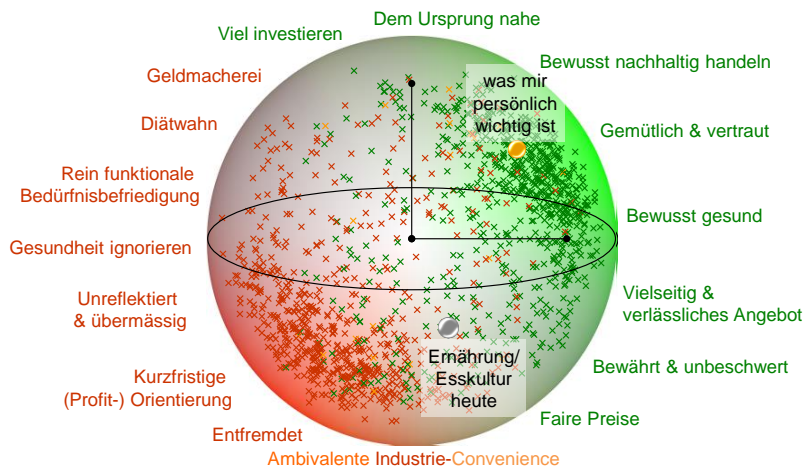 Dem Ursprung nahe
Viel investieren
Bewusst nachhaltig handeln
Geldmacherei
was mir
persönlich
wichtig ist
Diätwahn
Gemütlich & vertraut
Rein funktionale
Bedürfnisbefriedigung
Bewusst gesund
Gesundheit ignorieren
Unreflektiert
& übermässig
Vielseitig &
verlässliches Angebot
Ernährung/
Esskultur
heute
Bewährt & unbeschwert
Kurzfristige
(Profit-) Orientierung
Faire Preise
Entfremdet
Ambivalente Industrie-Convenience